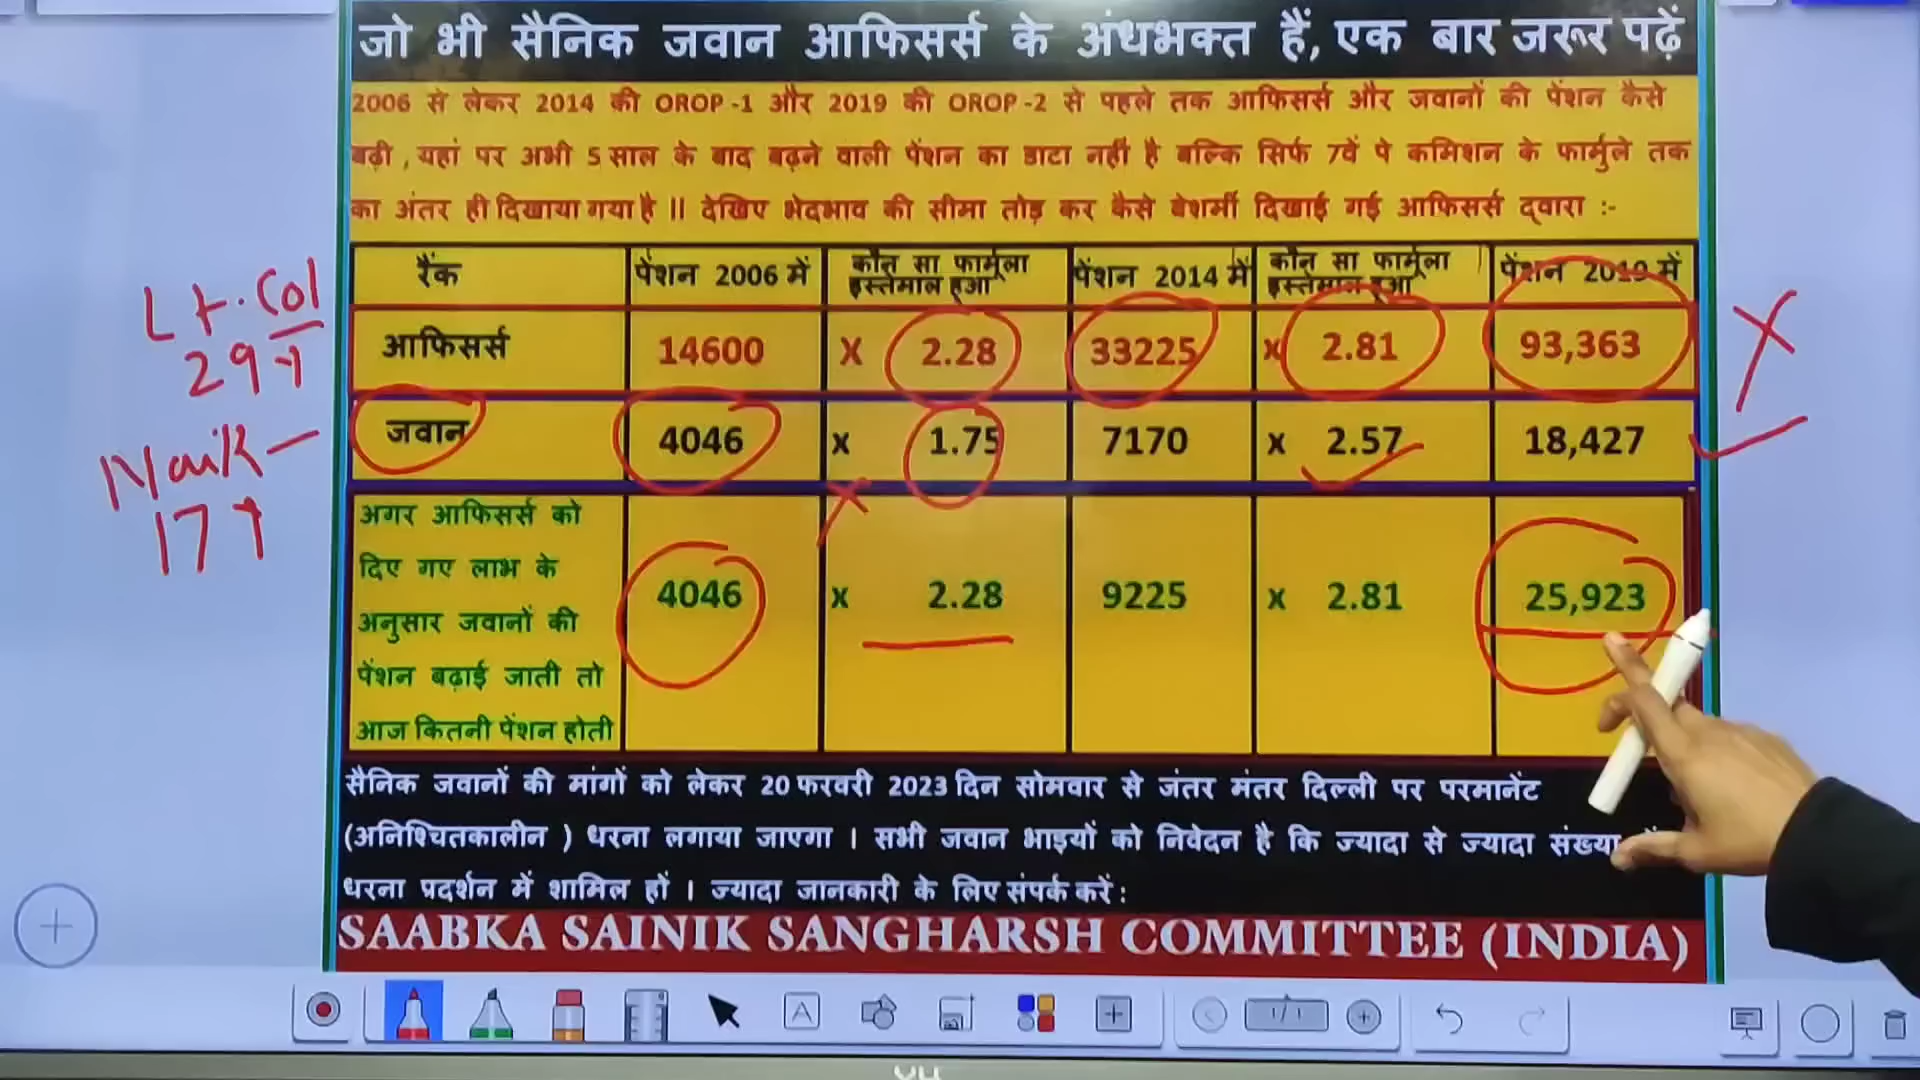 जो भी सैनिक जवान आफिसर्स के अंधभक्त हैं, एक बार जरूर पढ़ें
2006 से लेकर 2014 की OROP -1 और 2019 की OROP -2 से पहले तक आफिसर्स और जवानों की पेंशन कैसे
बढ़ी , यहां पर अभी 5 साल के बाद बढ़ने वाली पेंशन का डाटा नहीं है बल्कि सिर्फ 7वें पे कमिशन के फार्मुले तक
का अंतर ही दिखाया गया है ।। देखिए भेदभाव की सीमा तोड़ कर कैसे बेशर्मी दिखाई गई आफिसर्स द्वारा :-
रैंक पेंशन 2006 में कौन सा फार्मूला इस्तेमाल हुआ पेंशन 2014 में कौन सा फार्मूला इस्तेमाल हुआ पेंशन 2019 में
Lt. Col
29 Y
आफिसर्स 14600 X 2.28 33225 x 2.81 93,363
जवान 4046 x 1.75 7170 x 2.57 18,427
Naik
17 Y
अगर आफिसर्स को
दिए गए लाभ के
अनुसार जवानों की
पेंशन बढ़ाई जाती तो
आज कितनी पेंशन होती
4046 x 2.28 9225 x 2.81 25,923
सैनिक जवानों की मांगों को लेकर 20 फरवरी 2023 दिन सोमवार से जंतर मंतर दिल्ली पर परमानेंट
(अनिश्चितकालीन ) धरना लगाया जाएगा । सभी जवान भाइयों को निवेदन है कि ज्यादा से ज्यादा संख्या
धरना प्रदर्शन में शामिल हों । ज्यादा जानकारी के लिए संपर्क करें :
SAABKA SAINIK SANGHARSH COMMITTEE (INDIA)
A
1/1